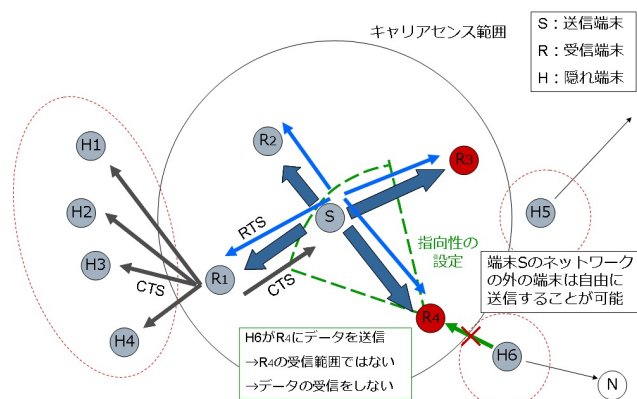 キャリアセンス範囲
S：送信端末
R：受信端末
H：隠れ端末
H1
R2
R3
H2
RTS
S
H5
指向性の
設定
H3
CTS
R1
CTS
端末Sのネットワーク
の外の端末は自由に
送信することが可能
H4
R4
H6がR4にデータを送信
→R4の受信範囲ではない
→データの受信をしない
H6
N